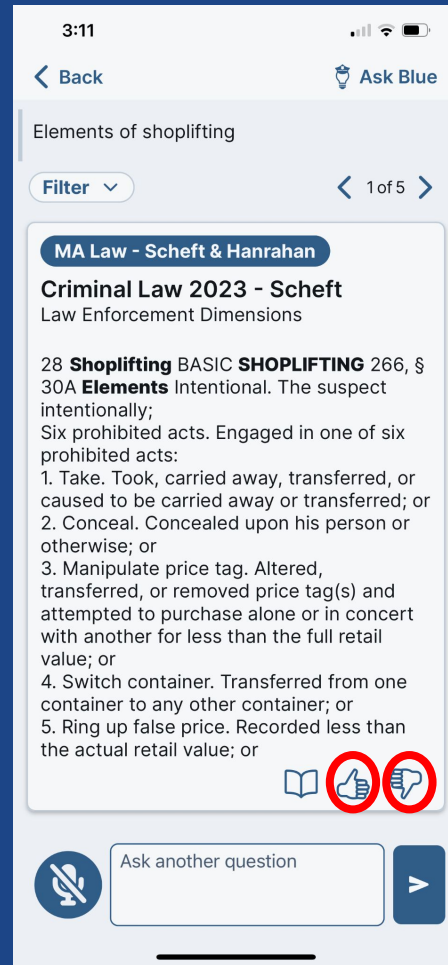 3:11
Back
Ask Blue
Elements of shoplifting
Filter
1 of 5
MA Law - Scheft & Hanrahan
Criminal Law 2023 - Scheft
Law Enforcement Dimensions
28 Shoplifting BASIC SHOPLIFTING 266, §
30A Elements Intentional. The suspect
intentionally;
Six prohibited acts. Engaged in one of six
prohibited acts:
1. Take. Took, carried away, transferred, or
caused to be carried away or transferred; or
2. Conceal. Concealed upon his person or
otherwise; or
3. Manipulate price tag. Altered,
transferred, or removed price tag(s) and
attempted to purchase alone or in concert
with another for less than the full retail
value; or
4. Switch container. Transferred from one
container to any other container; or
5. Ring up false price. Recorded less than
the actual retail value; or
Ask another question